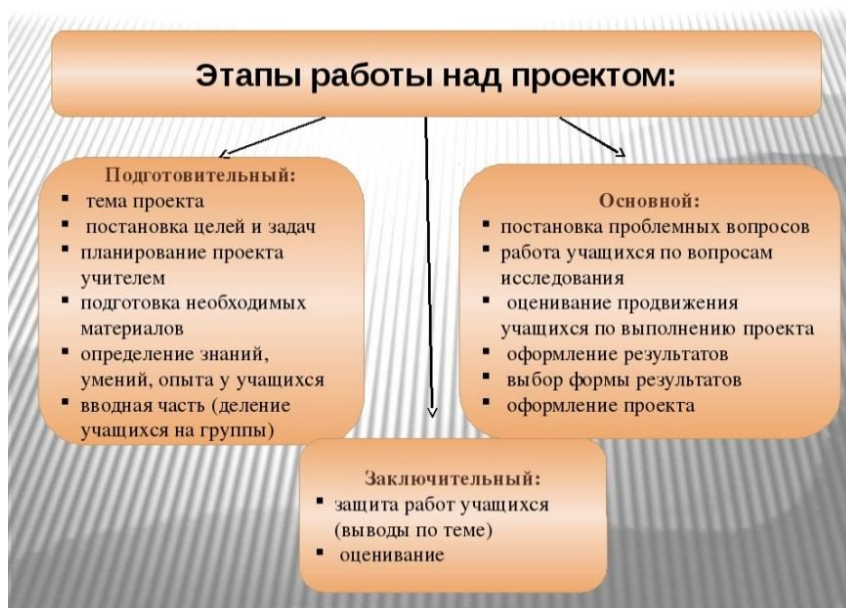 Этапы работы над проектом:
Подготовительный:
▪ тема проекта
▪ постановка целей и задач
▪ планирование проекта
учителем
▪ подготовка необходимых
материалов
▪ определение знаний,
умений, опыта у учащихся
▪ вводная часть (деление
учащихся на группы)
Основной:
▪ постановка проблемных вопросов
▪ работа учащихся по вопросам
исследования
▪ оценивание продвижения
учащихся по выполнению проекта
▪ оформление результатов
▪ выбор формы результатов
▪ оформление проекта
Заключительный:
▪ защита работ учащихся
(выводы по теме)
▪ оценивание